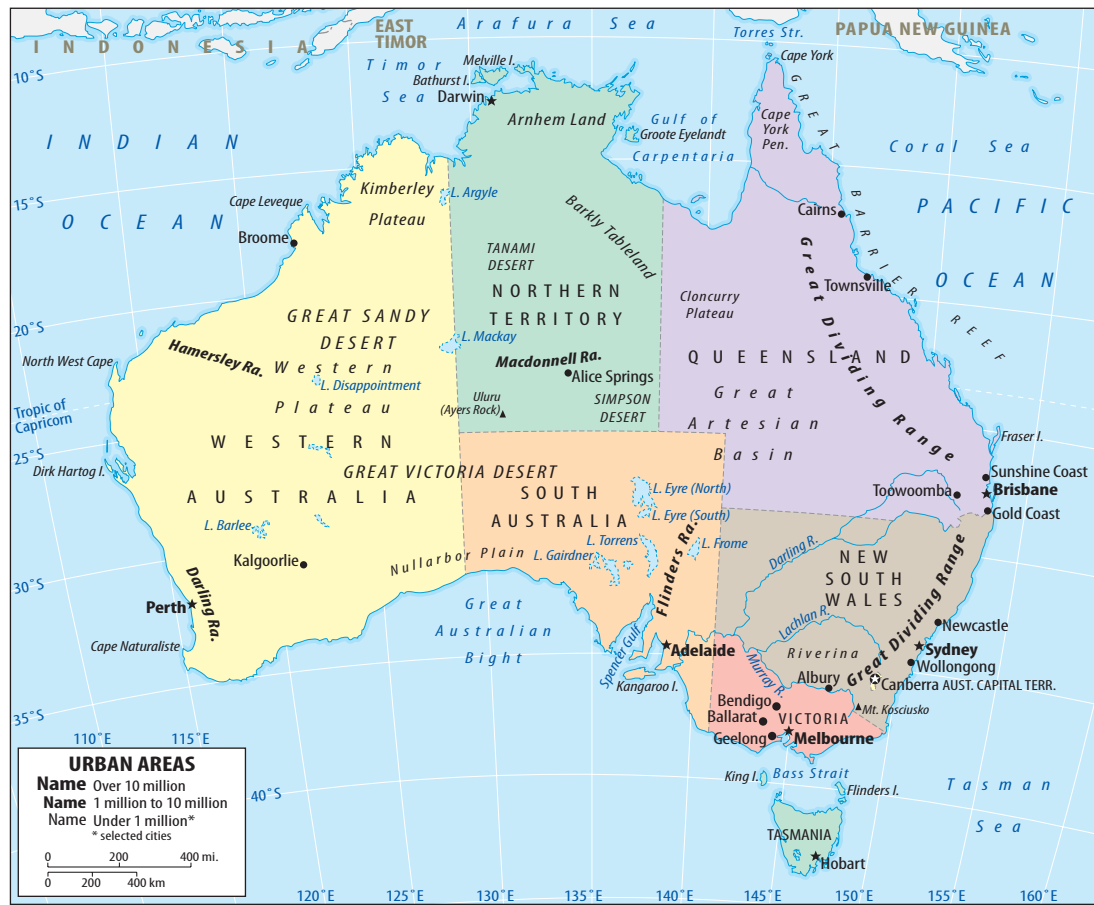 INDONESIA
EAST
TIMOR
Arafura Sea
Torres Str.
PAPUA NEW GUINEA
10°S
Timor
Sea
Melville I.
Bathurst I.
Darwin
Cape York
GREAT BARRIER REEF
Arnhem Land
Gulf of
Carpentaria
Groote Eyelandt
Cape
York
Pen.
Coral Sea
INDIAN
OCEAN
PACIFIC
OCEAN
15°S
Kimberley
Plateau
L. Argyle
Cape Leveque
Broome
Barkly Tableland
Cairns
TANAMI
DESERT
Townsville
NORTHERN
TERRITORY
Cloncurry
Plateau
Great Dividing Range
20°S
GREAT SANDY
DESERT
L. Mackay
North West Cape
Hamersley Ra.
Western
Plateau
L. Disappointment
Macdonnell Ra.
Alice Springs
QUEENSLAND
Uluru
(Ayers Rock)
SIMPSON
DESERT
Great
Artesian
Basin
Tropic of
Capricorn
Fraser I.
25°S
WESTERN
AUSTRALIA
Dirk Hartog I.
GREAT VICTORIA DESERT
SOUTH
AUSTRALIA
L. Eyre (North)
L. Eyre (South)
Sunshine Coast
Toowoomba
Brisbane
Gold Coast
L. Barlee
Kalgoorlie
Nullarbor Plain
L. Torrens
L. Gairdner
L. Frome
Flinders Ra.
Darling R.
NEW
SOUTH
WALES
Great Dividing Range
30°S
Perth
Darling Ra.
Cape Naturaliste
Great
Australian
Bight
Spencer Gulf
Adelaide
Kangaroo I.
Lachlan R.
Riverina
Murray R.
Newcastle
Sydney
Wollongong
Albury
Canberra AUST. CAPITAL TERR.
Mt. Kosciusko
Bendigo
Ballarat
VICTORIA
Geelong
Melbourne
35°S
110°E
115°E
King I.
Bass Strait
Flinders I.
Tasman
Sea
40°S
TASMANIA
Hobart
URBAN AREAS
Name Over 10 million
Name 1 million to 10 million
Name Under 1 million*
* selected cities
0 200 400 mi.
0 200 400 km
120°E
125°E
130°E
135°E
140°E
145°E
150°E
155°E
160°E